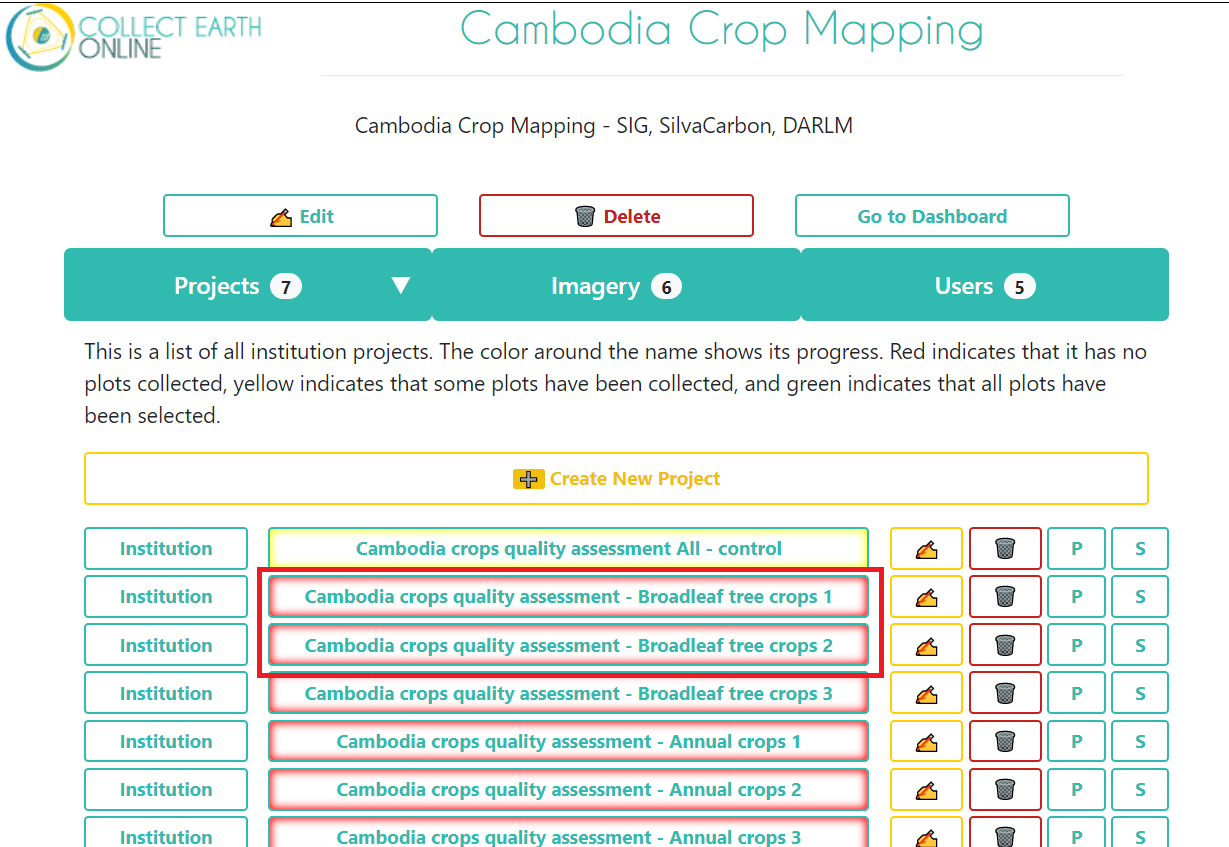 COLLECT EARTH
ONLINE
Cambodia Crop Mapping
Cambodia Crop Mapping - SIG, SilvaCarbon, DARLM
Edit Delete Go to Dashboard
Projects 7 ▼ Imagery 6 Users 5
This is a list of all institution projects. The color around the name shows its progress. Red indicates that it has no
plots collected, yellow indicates that some plots have been collected, and green indicates that all plots have
been selected.
Create New Project
Institution Cambodia crops quality assessment All - control P S
Institution Cambodia crops quality assessment - Broadleaf tree crops 1 P S
Institution Cambodia crops quality assessment - Broadleaf tree crops 2 P S
Institution Cambodia crops quality assessment - Broadleaf tree crops 3 P S
Institution Cambodia crops quality assessment - Annual crops 1 P S
Institution Cambodia crops quality assessment - Annual crops 2 P S
Institution Cambodia crops quality assessment - Annual crops 3 P S